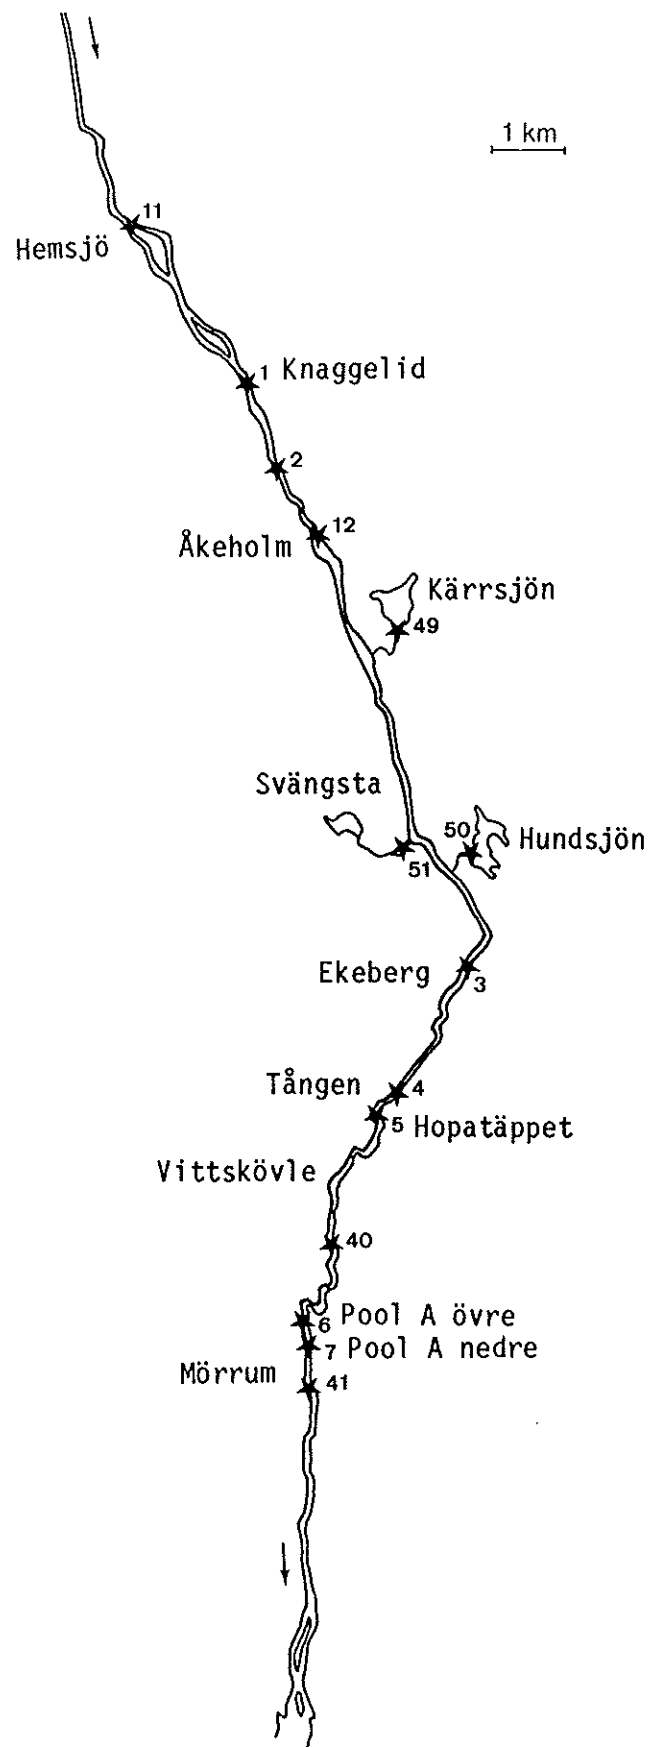 1 km
11
Hemsjö
1 Knaggelid
2
12
Åkeholm
Kärrsjön
49
Svängsta
50
Hundsjön
51
Ekeberg
3
Tången
4
5 Hopatäppet
Vittskövle
40
6 Pool A övre
7 Pool A nedre
Mörrum
41